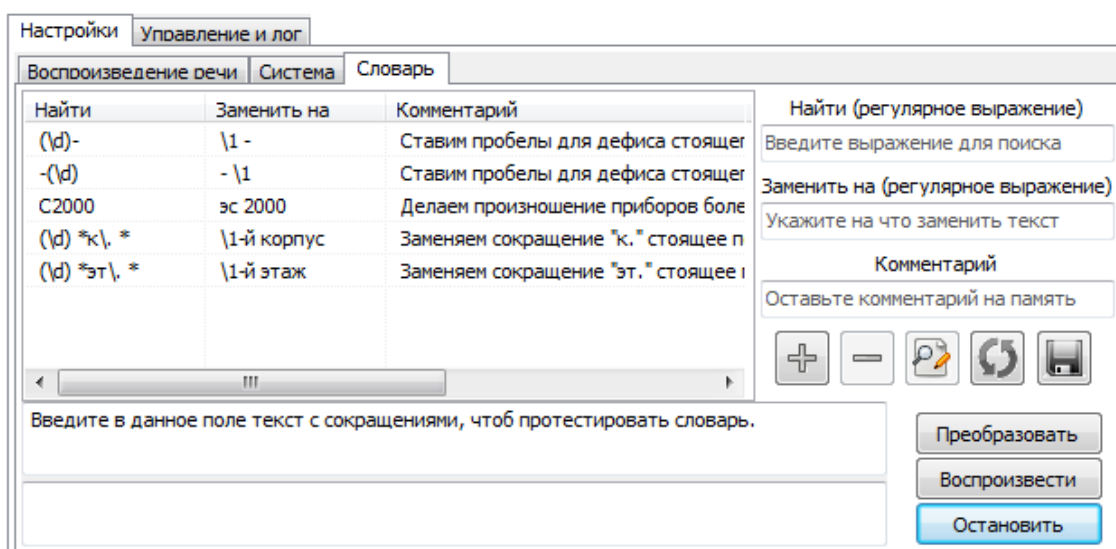 Настройки Управление и лог
Воспроизведение речи Система Словарь
Найти Заменить на Комментарий
(\d)- \1 - Ставим пробелы для дефиса стоящег
-(\d) - \1 Ставим пробелы для дефиса стоящег
С2000 эс 2000 Делаем произношение приборов боле
(\d) *к\. * \1-й корпус Заменяем сокращение "к." стоящее п
(\d) *эт\. * \1-й этаж Заменяем сокращение "эт." стоящее
Найти (регулярное выражение)
Введите выражение для поиска
Заменить на (регулярное выражение)
Укажите на что заменить текст
Комментарий
Оставьте комментарий на память
Введите в данное поле текст с сокращениями, чтоб протестировать словарь.
Преобразовать
Воспроизвести
Остановить